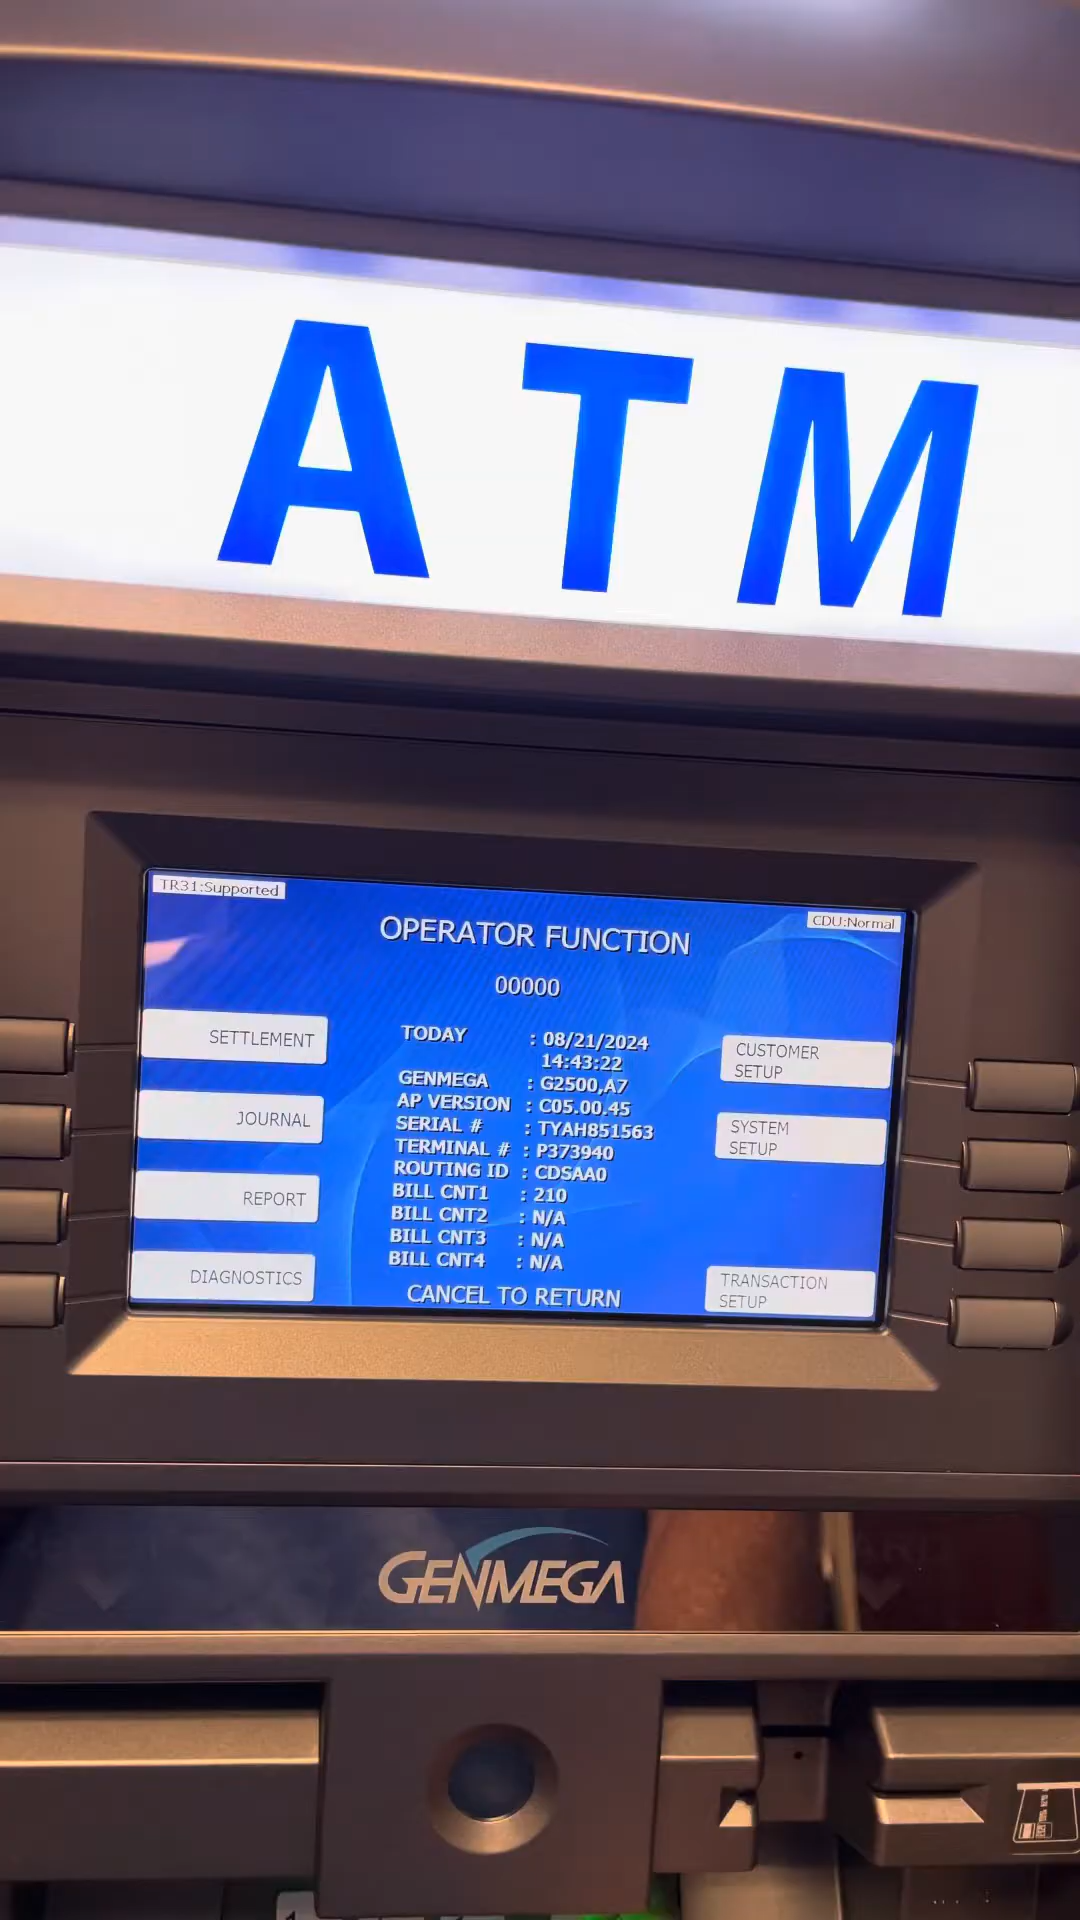 ATM
TR31:Supported
CDU:Normal
OPERATOR FUNCTION
00000
SETTLEMENT
JOURNAL
REPORT
DIAGNOSTICS
TODAY : 08/21/2024
14:43:22
GENMEGA : G2500,A7
AP VERSION : C05.00.45
SERIAL # : TYAH851563
TERMINAL # : P373940
ROUTING ID : CDSAA0
BILL CNT1 : 210
BILL CNT2 : N/A
BILL CNT3 : N/A
BILL CNT4 : N/A
CANCEL TO RETURN
CUSTOMER
SETUP
SYSTEM
SETUP
TRANSACTION
SETUP
GENMEGA